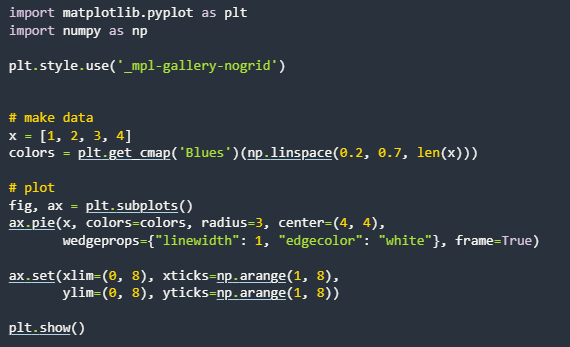 import matplotlib.pyplot as plt
import numpy as np
plt.style.use('_mpl-gallery-nogrid')
# make data
x = [1, 2, 3, 4]
colors = plt.get_cmap('Blues')(np.linspace(0.2, 0.7, len(x)))
# plot
fig, ax = plt.subplots()
ax.pie(x, colors=colors, radius=3, center=(4, 4),
       wedgeprops={"linewidth": 1, "edgecolor": "white"}, frame=True)
ax.set(xlim=(0, 8), xticks=np.arange(1, 8),
       ylim=(0, 8), yticks=np.arange(1, 8))
plt.show()